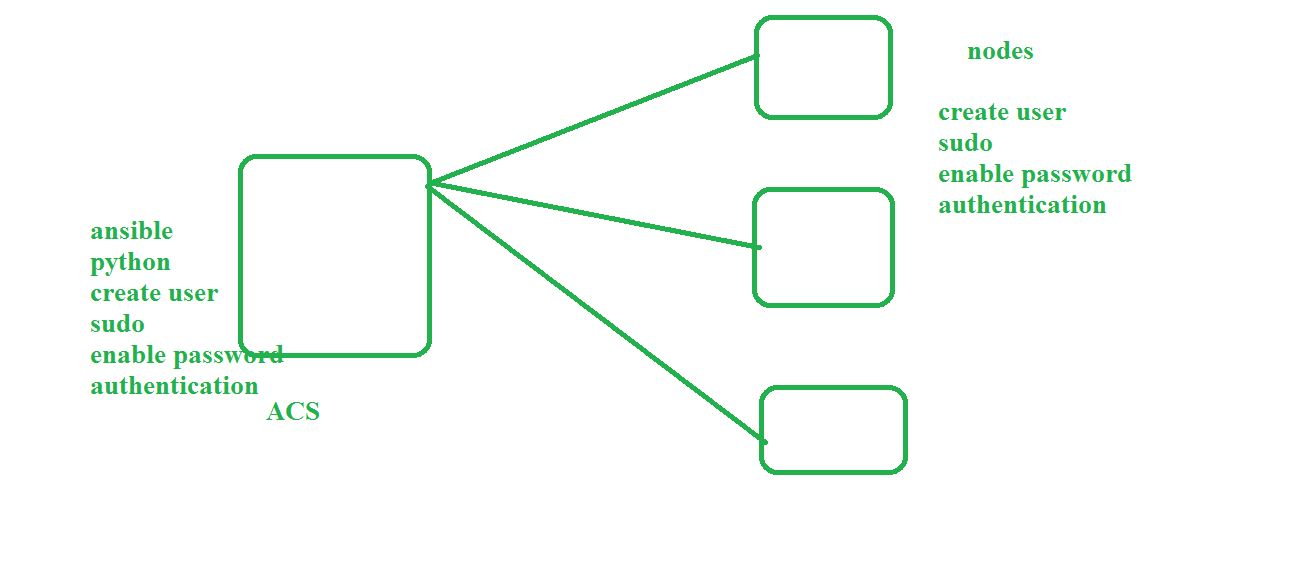 ansible
python
create user
sudo
enable password
authentication
ACS
nodes
create user
sudo
enable password
authentication